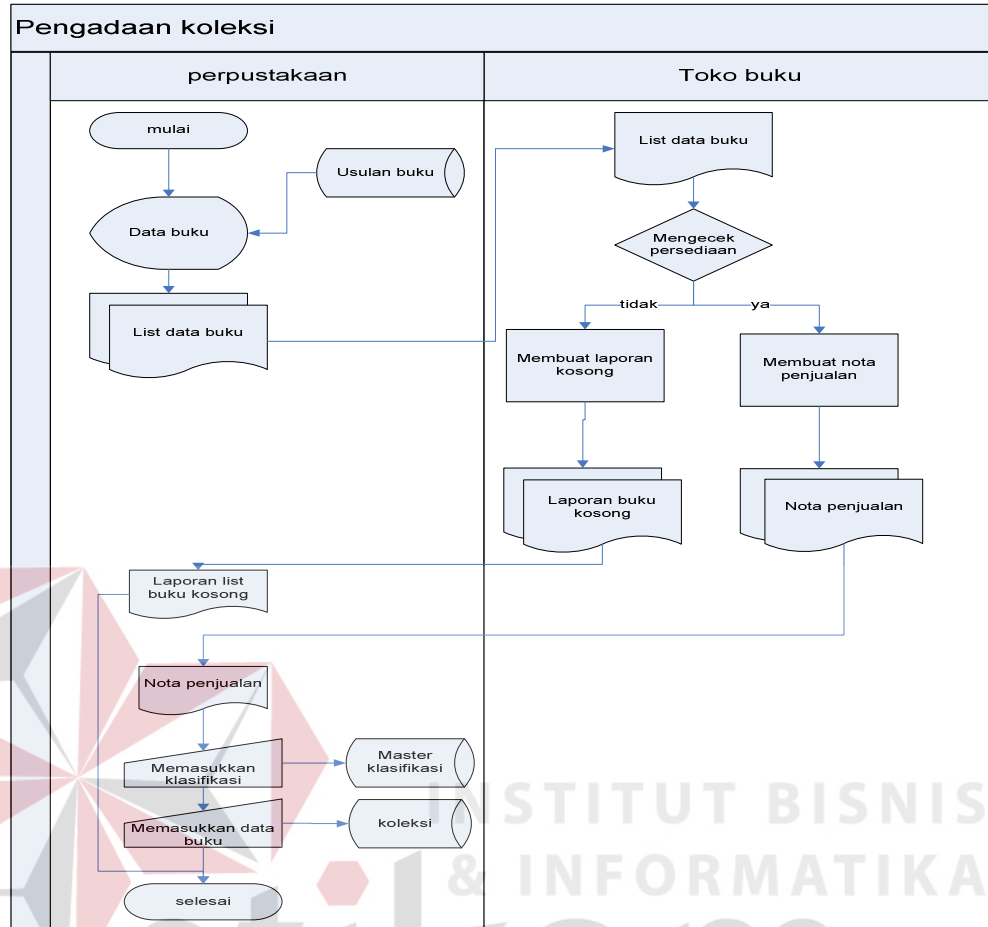 Pengadaan koleksi
perpustakaan
Toko buku
mulai
Usulan buku
Data buku
List data buku
List data buku
Mengecek
persediaan
tidak
ya
Membuat laporan
kosong
Membuat nota
penjualan
Laporan buku
kosong
Nota penjualan
Laporan list
buku kosong
Nota penjualan
Memasukkan
klasifikasi
Master
klasifikasi
Memasukkan data
buku
koleksi
selesai
INSTITUT BISNIS
& INFORMATIKA